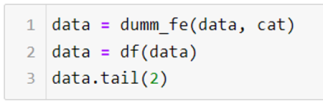 1 data = dumm_fe(data, cat)
2 data = df(data)
3 data.tail(2)